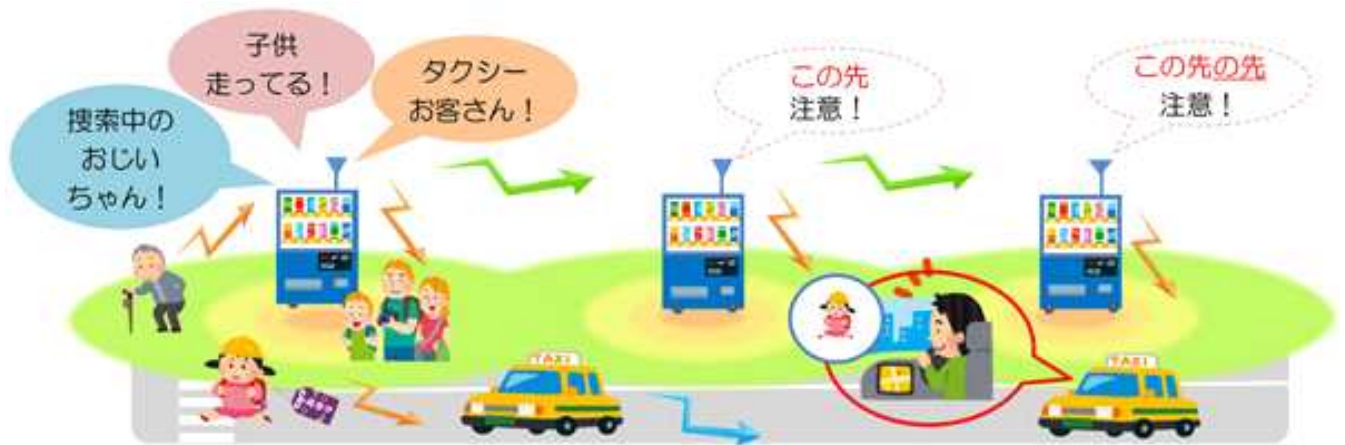 子供
走ってる！
タクシー
お客さん！
捜索中の
おじい
ちゃん！
この先
注意！
この先の先
注意！
TAXI
TAXI